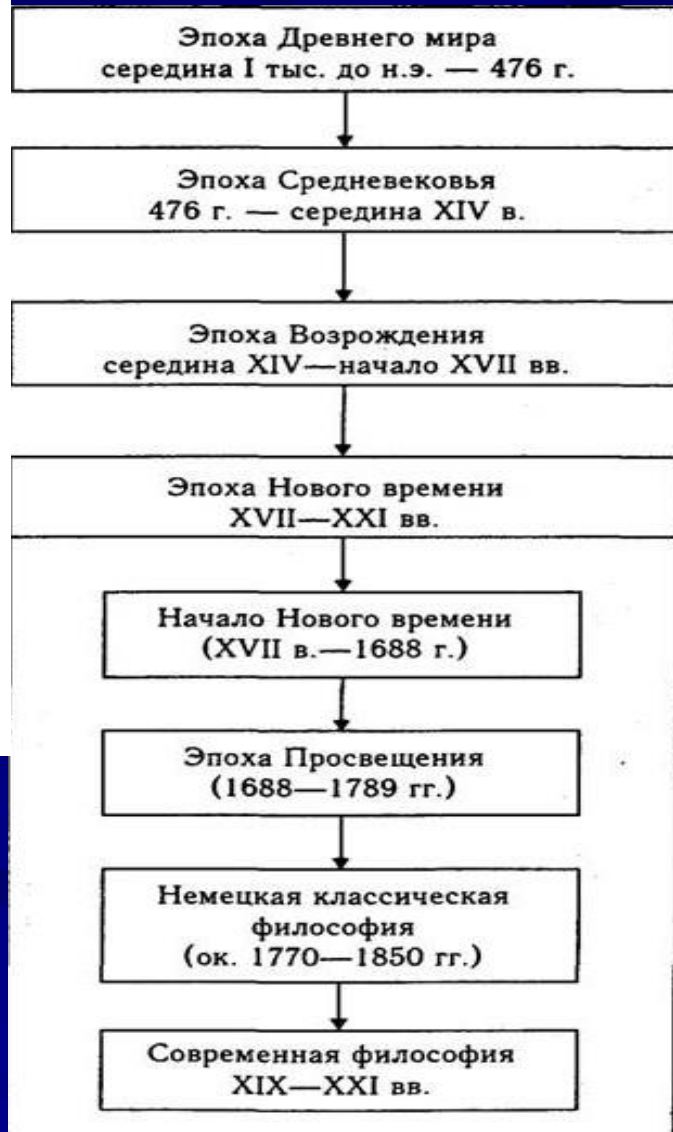 Эпоха Древнего мира
середина I тыс. до н.э. — 476 г.
Эпоха Средневековья
476 г. — середина XIV в.
Эпоха Возрождения
середина XIV—начало XVII вв.
Эпоха Нового времени
XVII—XXI вв.
Начало Нового времени
(XVII в.—1688 г.)
Эпоха Просвещения
(1688—1789 гг.)
Немецкая классическая
философия
(ок. 1770—1850 гг.)
Современная философия
XIX—XXI вв.